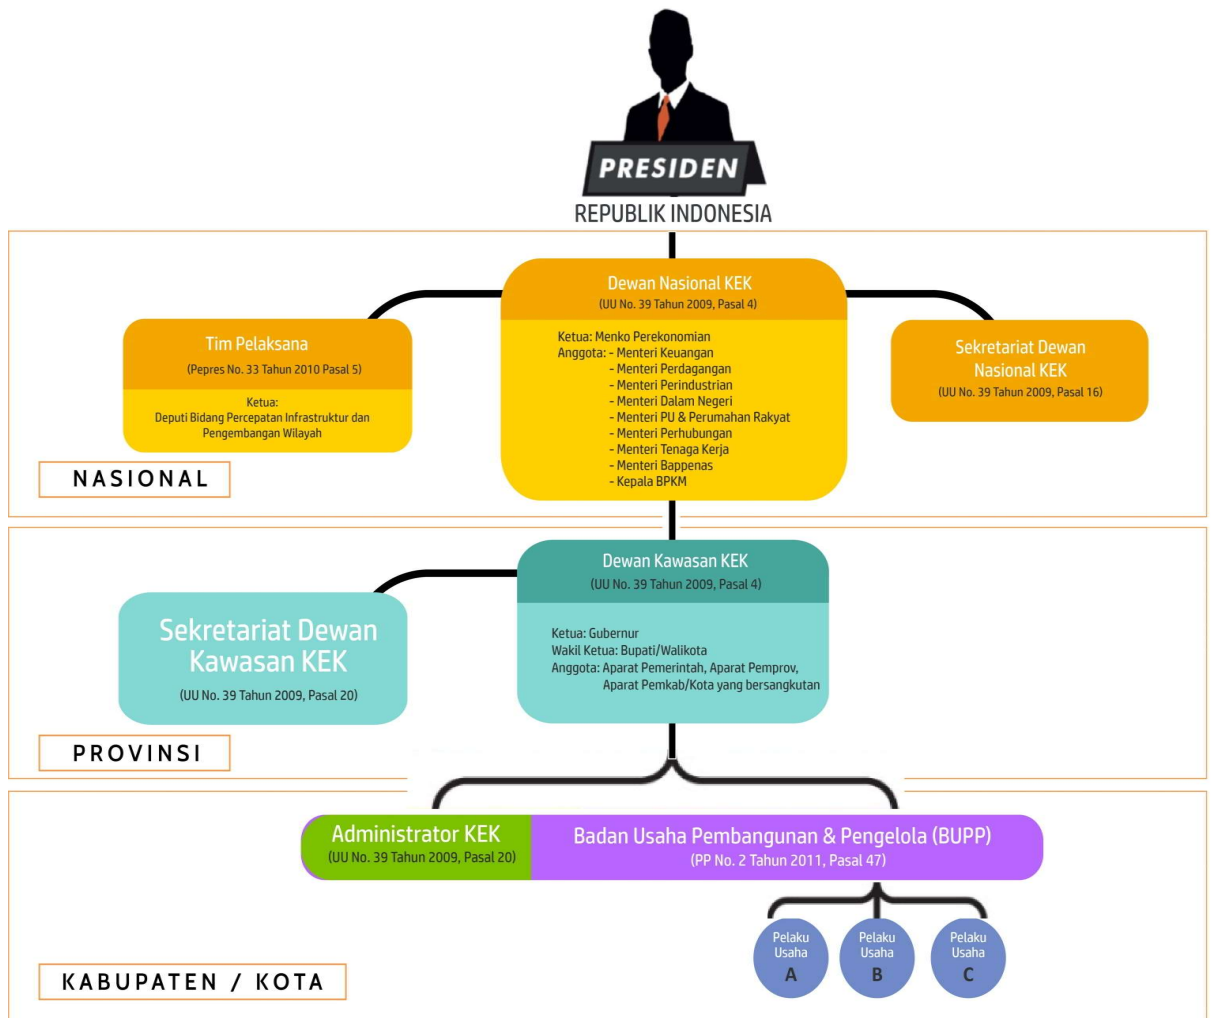 PRESIDEN
REPUBLIK INDONESIA
Dewan Nasional KEK
(UU No. 39 Tahun 2009, Pasal 4)
Ketua: Menko Perekonomian
Anggota: - Menteri Keuangan
- Menteri Perdagangan
- Menteri Perindustrian
- Menteri Dalam Negeri
- Menteri PU & Perumahan Rakyat
- Menteri Perhubungan
- Menteri Tenaga Kerja
- Menteri Bappenas
- Kepala BPKM
Tim Pelaksana
(Pepres No. 33 Tahun 2010 Pasal 5)
Ketua:
Deputi Bidang Percepatan Infrastruktur dan
Pengembangan Wilayah
Sekretariat Dewan
Nasional KEK
(UU No. 39 Tahun 2009, Pasal 16)
NASIONAL
Dewan Kawasan KEK
(UU No. 39 Tahun 2009, Pasal 4)
Ketua: Gubernur
Wakil Ketua: Bupati/Walikota
Anggota: Aparat Pemerintah, Aparat Pemprov,
Aparat Pemkab/Kota yang bersangkutan
Sekretariat Dewan
Kawasan KEK
(UU No. 39 Tahun 2009, Pasal 20)
PROVINSI
Administrator KEK
(UU No. 39 Tahun 2009, Pasal 20)
Badan Usaha Pembangunan & Pengelola (BUPP)
(PP No. 2 Tahun 2011, Pasal 47)
Pelaku
Usaha
A
Pelaku
Usaha
B
Pelaku
Usaha
C
KABUPATEN / KOTA